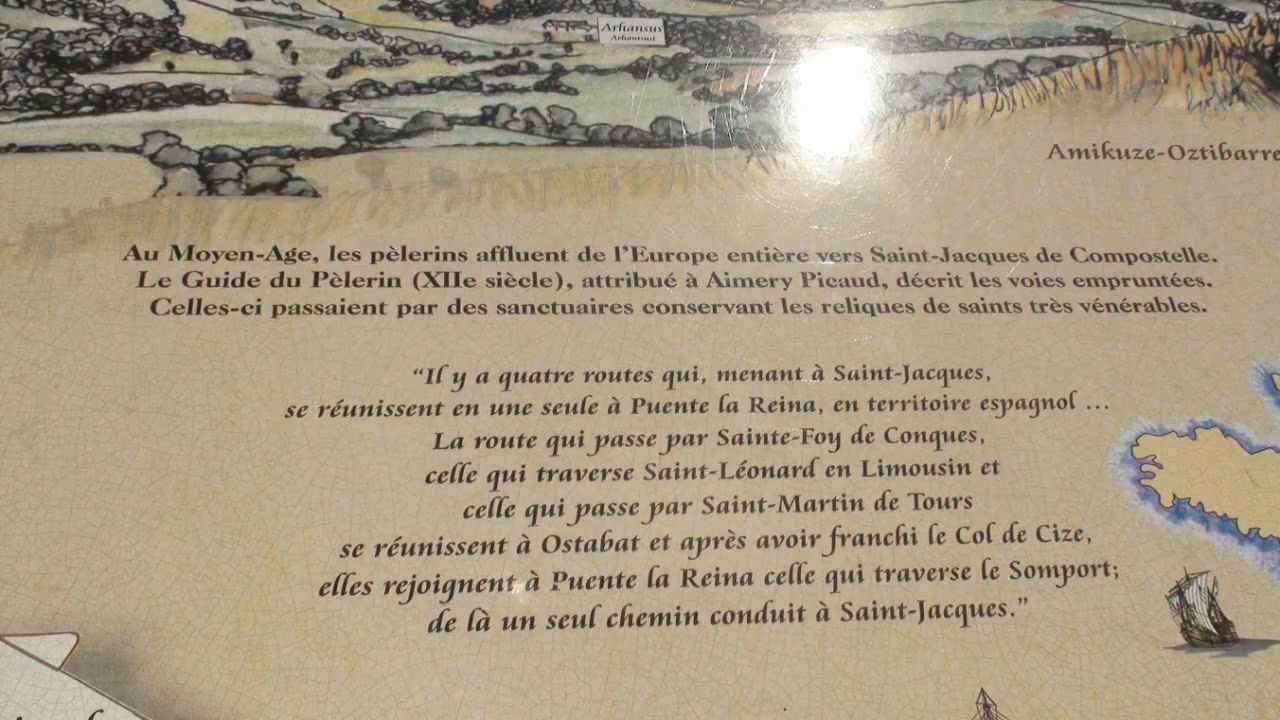 Arhansus
Amikuze-Oztibarre
Au Moyen-Age, les pèlerins affluent de l'Europe entière vers Saint-Jacques de Compostelle.
Le Guide du Pèlerin (XIIe siècle), attribué à Aimery Picaud, décrit les voies empruntées.
Celles-ci passaient par des sanctuaires conservant les reliques de saints très vénérables.
“Il y a quatre routes qui, menant à Saint-Jacques,
se réunissent en une seule à Puente la Reina, en territoire espagnol ...
La route qui passe par Sainte-Foy de Conques,
celle qui traverse Saint-Léonard en Limousin et
celle qui passe par Saint-Martin de Tours
se réunissent à Ostabat et après avoir franchi le Col de Cize,
elles rejoignent à Puente la Reina celle qui traverse le Somport;
de là un seul chemin conduit à Saint-Jacques.”